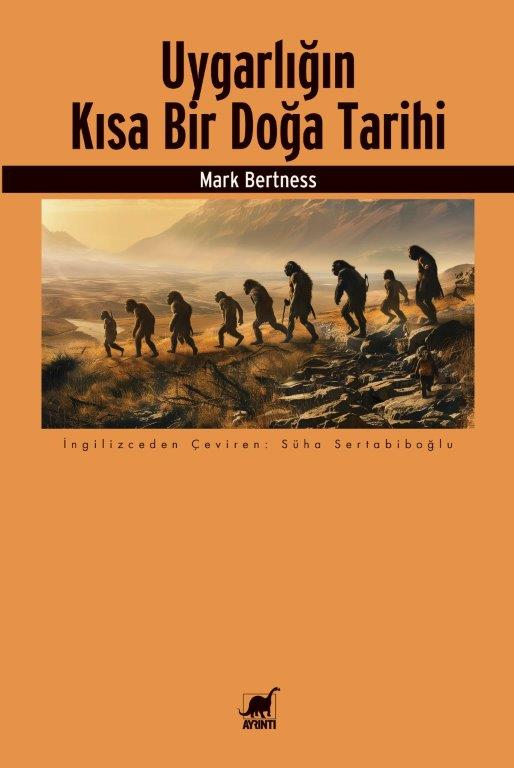 Uygarlığın
Kısa Bir Doğa Tarihi
Mark Bertness
İngilizceden Çeviren: Süha Sertabiboğlu
AYRINTI